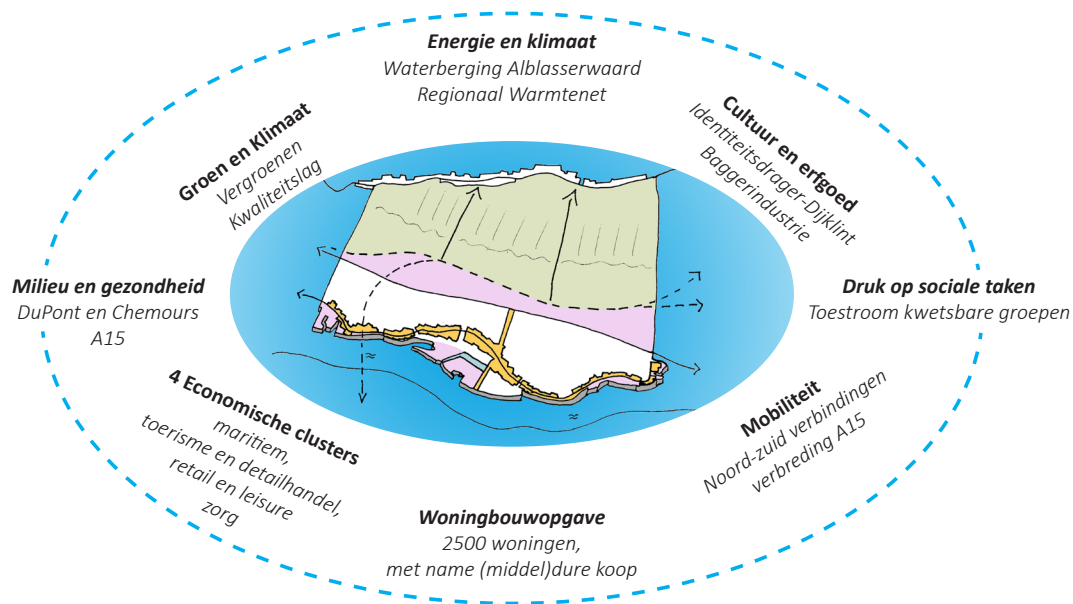 Energie en klimaat
Waterberging Alblasserwaard
Regionaal Warmtenet
Groen en Klimaat
Vergroenen
Kwaliteitslag
Cultuur en erfgoed
Identiteitsdrager-Dijklint
Baggerindustrie
Milieu en gezondheid
DuPont en Chemours
A15
Druk op sociale taken
Toestroom kwetsbare groepen
4 Economische clusters
maritiem,
toerisme en detailhandel,
retail en leisure
zorg
Mobiliteit
Noord-zuid verbindingen
verbreding A15
Woningbouwopgave
2500 woningen,
met name (middel)dure koop